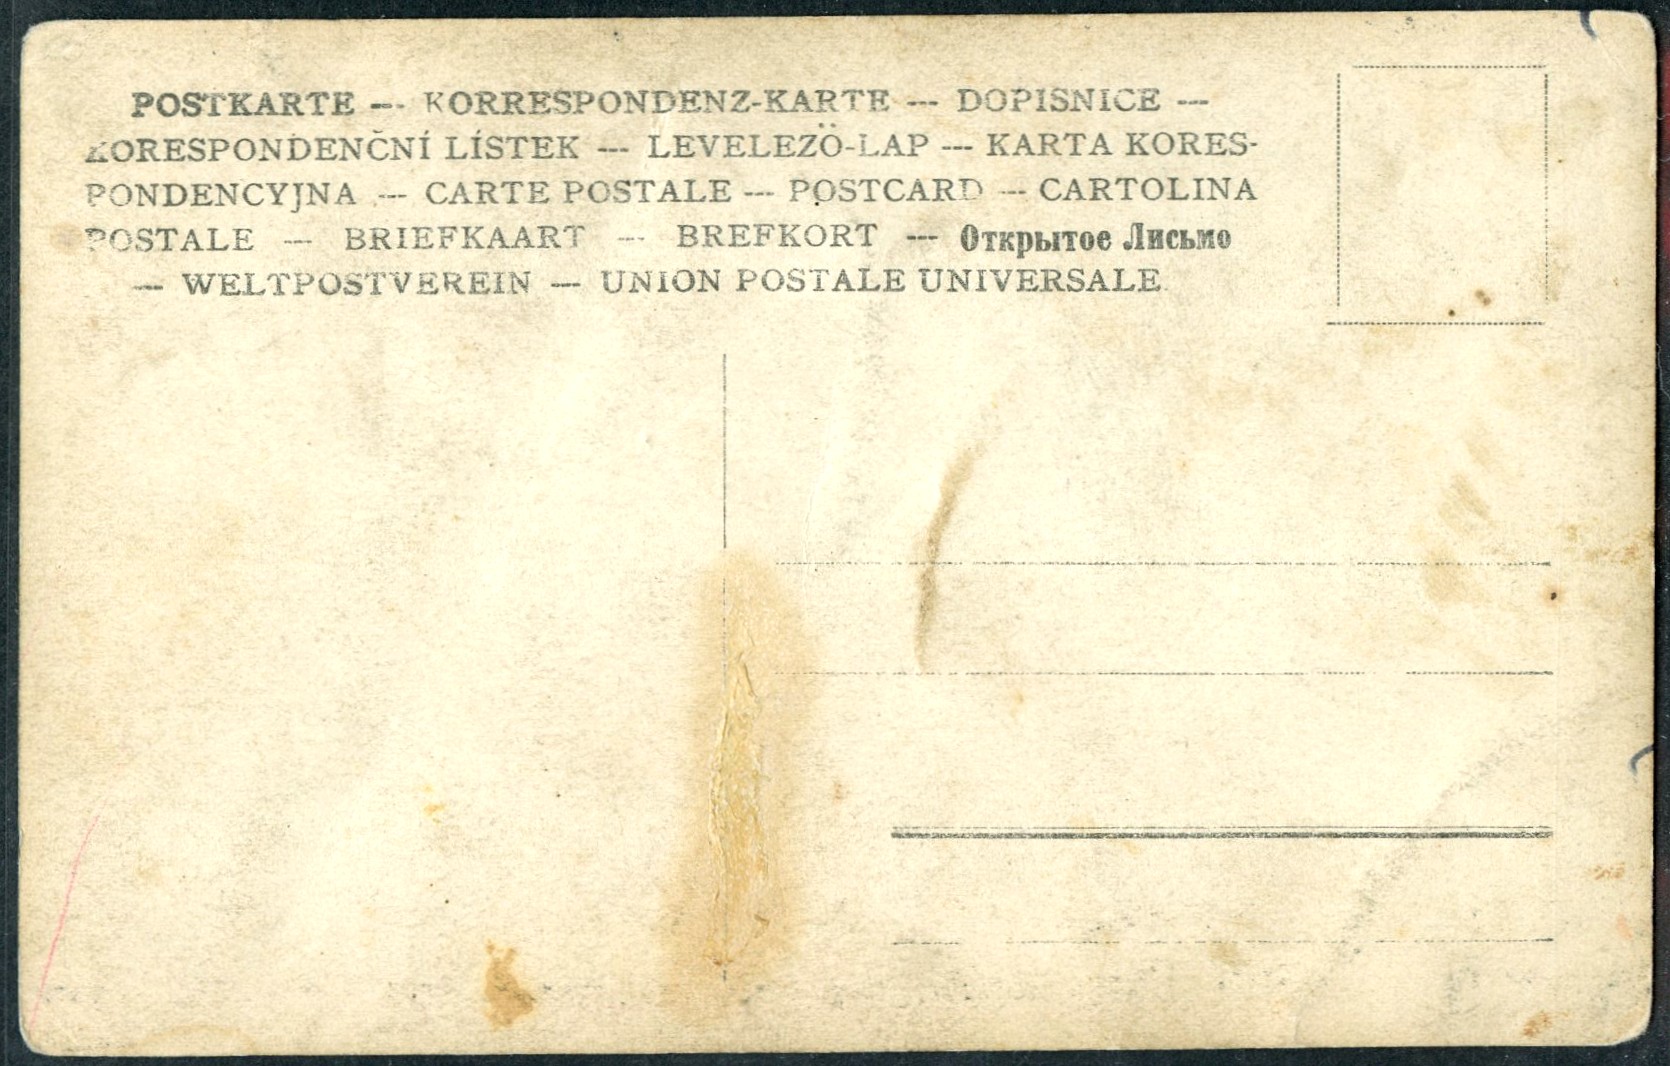 POSTKARTE -- KORRESPONDENZ-KARTE --- DOPISNICE ---
KORESPONDENČNÍ LÍSTEK --- LEVELEZÖ-LAP --- KARTA KORES-
PONDENCYJNA --- CARTE POSTALE --- POSTCARD --- CARTOLINA
POSTALE --- BRIEFKAART --- BREFKORT --- Открытое Лисьмо
--- WELTPOSTVEREIN --- UNION POSTALE UNIVERSALE